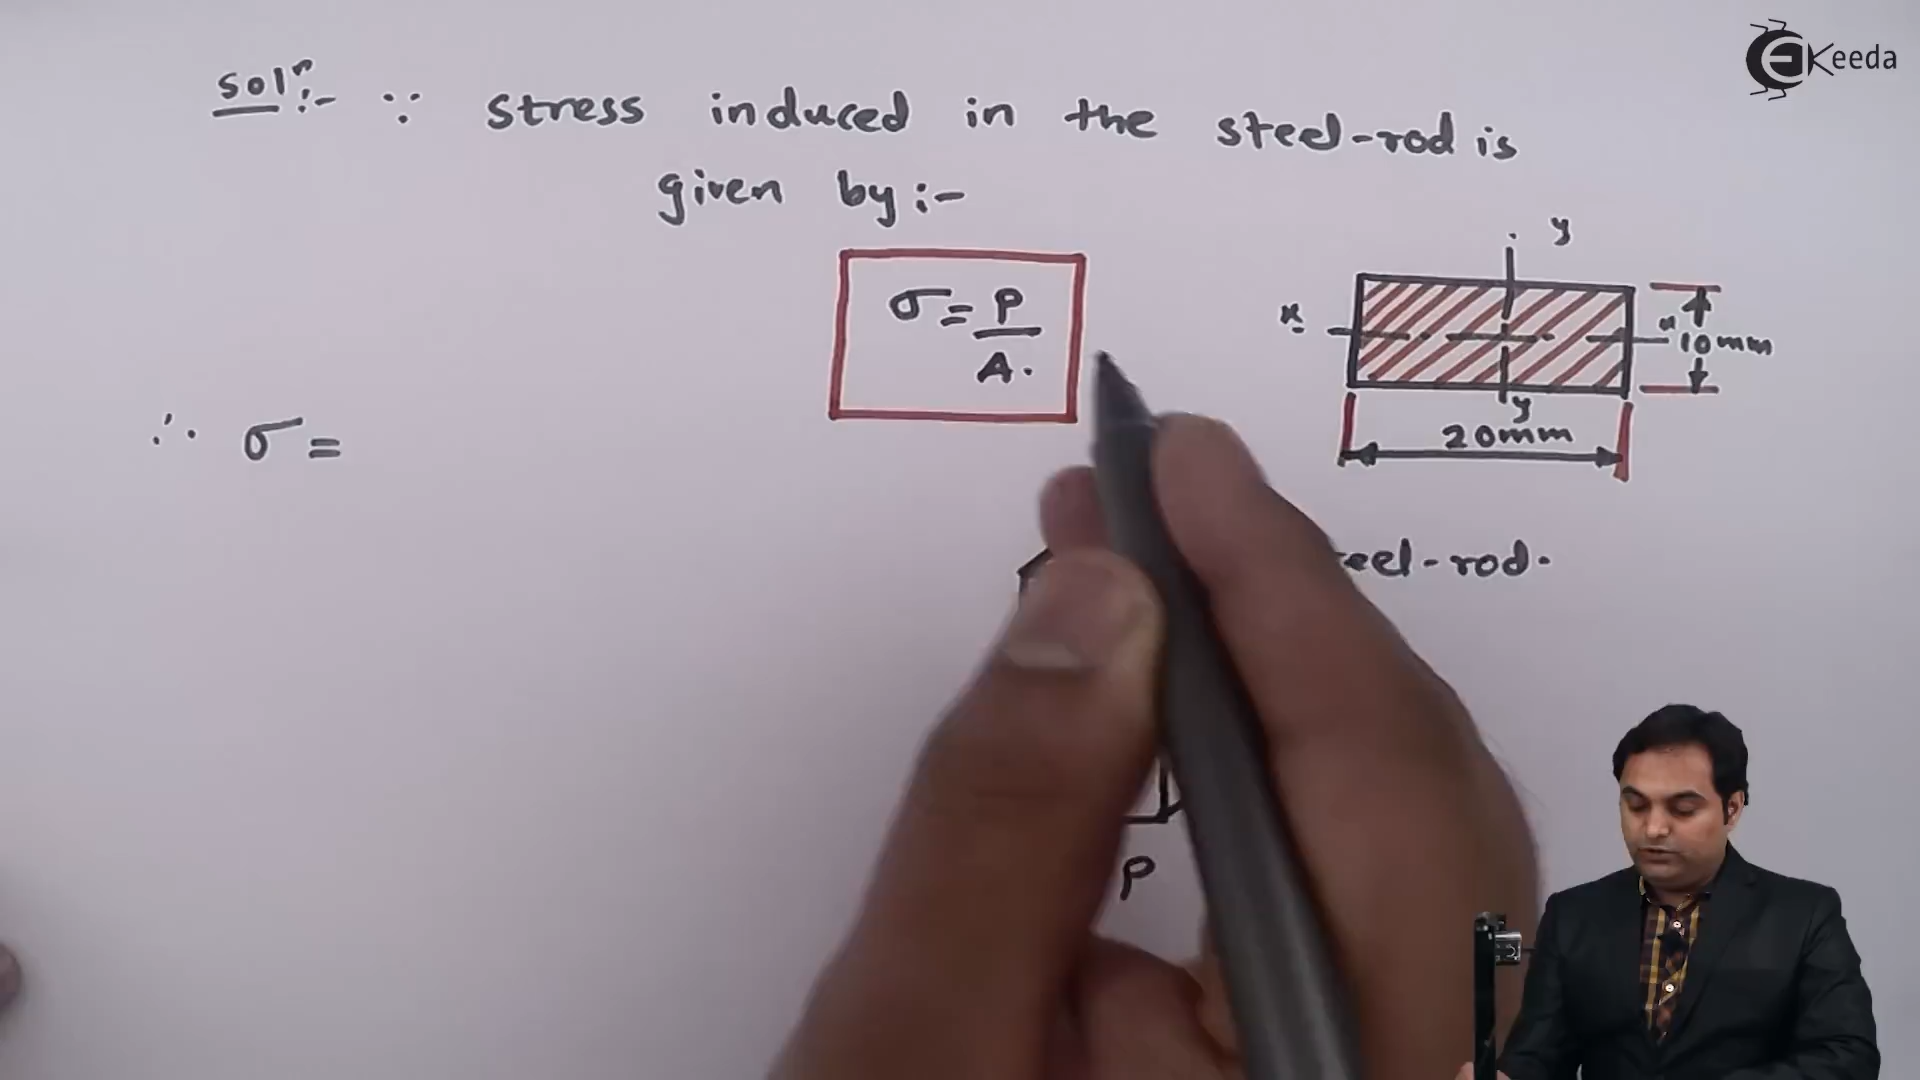 EKeeda
solⁿ:- ∵ stress induced in the steel-rod is
given by:-
σ = P
A.
y
x
x
10mm
y
20mm
∴ σ =
eel-rod.
P